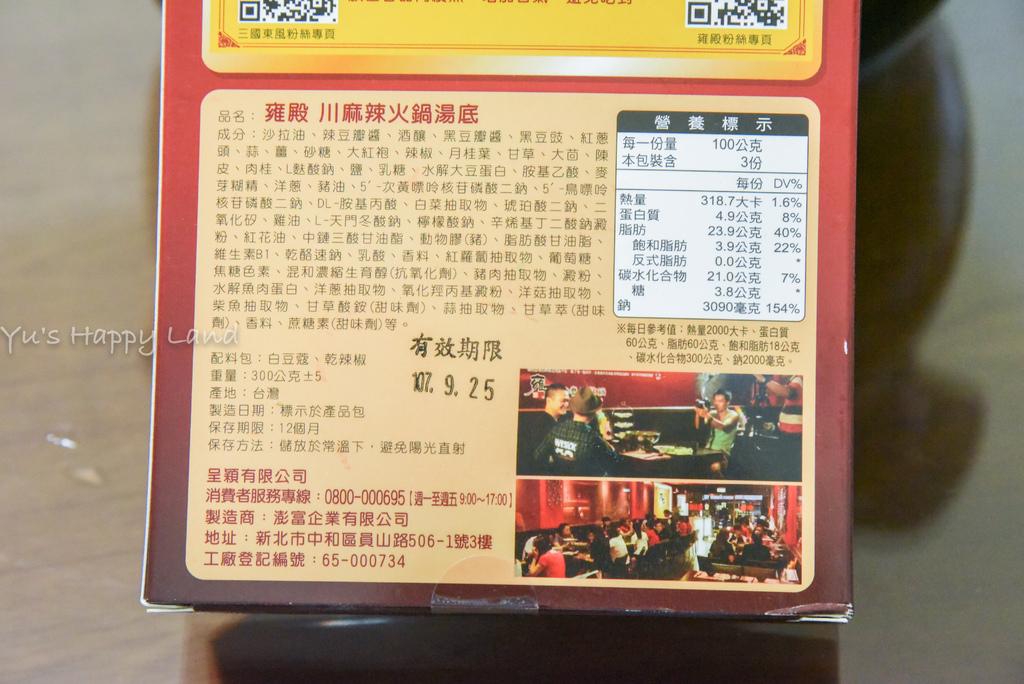 三國東風粉絲專頁
雍殿粉絲專頁
品名：雍殿 川麻辣火鍋湯底
成分：沙拉油、辣豆瓣醬、酒釀、黑豆瓣醬、黑豆豉、紅蔥
頭、蒜、薑、砂糖、大紅袍、辣椒、月桂葉、甘草、大茴、陳
皮、肉桂、L麩酸鈉、鹽、乳糖、水解大豆蛋白、胺基乙酸、麥
芽糊精、洋蔥、豬油、5′-次黃嘌呤核苷磷酸二鈉、5′-鳥嘌呤
核苷磷酸二鈉、DL-胺基丙酸、白菜抽取物、琥珀酸二鈉、二
氧化矽、雞油、L-天門冬酸鈉、檸檬酸鈉、辛烯基丁二酸鈉澱
粉、紅花油、中鏈三酸甘油酯、動物膠(豬)、脂肪酸甘油脂、
維生素B1、乾酪速鈉、乳酸、香料、紅蘿蔔抽取物、葡萄糖、
焦糖色素、混和濃縮生育醇(抗氧化劑)、豬肉抽取物、澱粉、
水解魚肉蛋白、洋蔥抽取物、氧化羥丙基澱粉、洋菇抽取物、
柴魚抽取物、甘草酸銨(甜味劑)、蒜抽取物、甘草萃(甜味
劑)、香料、蔗糖素(甜味劑)等。
配料包：白豆蔻、乾辣椒
重量：300公克±5
產地：台灣
製造日期：標示於產品包
保存期限：12個月
保存方法：儲放於常溫下，避免陽光直射
有效期限
107. 9. 25
呈穎有限公司
消費者服務專線：0800-000695【週一至週五9:00～17:00】
製造商：澎富企業有限公司
地址：新北市中和區員山路506-1號3樓
工廠登記編號：65-000734
營養標示
每一份量 100公克
本包裝含 3份
每份 DV%
熱量 318.7大卡 1.6%
蛋白質 4.9公克 8%
脂肪 23.9公克 40%
飽和脂肪 3.9公克 22%
反式脂肪 0.0公克 *
碳水化合物 21.0公克 7%
糖 3.8公克 *
鈉 3090毫克 154%
※每日參考值：熱量2000大卡、蛋白質
60公克、脂肪60公克、飽和脂肪18公克
、碳水化合物300公克、鈉2000毫克。
Yu's Happy Land